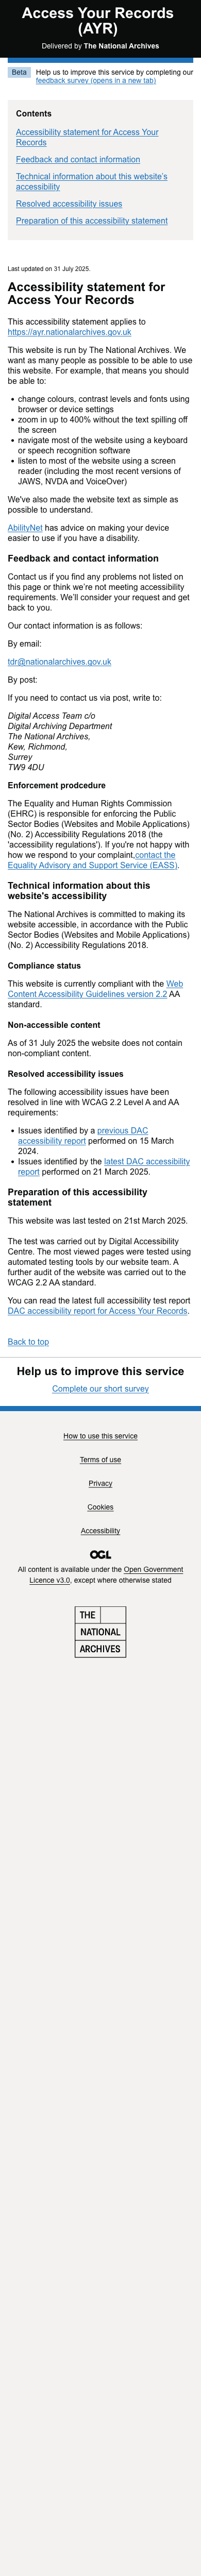 Access Your Records
(AYR)
Delivered by The National Archives
Beta
Help us to improve this service by completing our
feedback survey (opens in a new tab)
Contents
Accessibility statement for Access Your
Records
Feedback and contact information
Technical information about this website's
accessibility
Resolved accessibility issues
Preparation of this accessibility statement
Last updated on 31 July 2025.
Accessibility statement for
Access Your Records
This accessibility statement applies to
https://ayr.nationalarchives.gov.uk
This website is run by The National Archives. We
want as many people as possible to be able to use
this website. For example, that means you should
be able to:
• change colours, contrast levels and fonts using
browser or device settings
• zoom in up to 400% without the text spilling off
the screen
• navigate most of the website using a keyboard
or speech recognition software
• listen to most of the website using a screen
reader (including the most recent versions of
JAWS, NVDA and VoiceOver)
We've also made the website text as simple as
possible to understand.
AbilityNet has advice on making your device
easier to use if you have a disability.
Feedback and contact information
Contact us if you find any problems not listed on
this page or think we're not meeting accessibility
requirements. We'll consider your request and get
back to you.
Our contact information is as follows:
By email:
tdr@nationalarchives.gov.uk
By post:
If you need to contact us via post, write to:
Digital Access Team c/o
Digital Archiving Department
The National Archives,
Kew, Richmond,
Surrey
TW9 4DU
Enforcement prodcedure
The Equality and Human Rights Commission
(EHRC) is responsible for enforcing the Public
Sector Bodies (Websites and Mobile Applications)
(No. 2) Accessibility Regulations 2018 (the
'accessibility regulations'). If you're not happy with
how we respond to your complaint,contact the
Equality Advisory and Support Service (EASS).
Technical information about this
website's accessibility
The National Archives is committed to making its
website accessible, in accordance with the Public
Sector Bodies (Websites and Mobile Applications)
(No. 2) Accessibility Regulations 2018.
Compliance status
This website is currently compliant with the Web
Content Accessibility Guidelines version 2.2 AA
standard.
Non-accessible content
As of 31 July 2025 the website does not contain
non-compliant content.
Resolved accessibility issues
The following accessibility issues have been
resolved in line with WCAG 2.2 Level A and AA
requirements:
• Issues identified by a previous DAC
accessibility report performed on 15 March
2024.
• Issues identified by the latest DAC accessibility
report performed on 21 March 2025.
Preparation of this accessibility
statement
This website was last tested on 21st March 2025.
The test was carried out by Digital Accessibility
Centre. The most viewed pages were tested using
automated testing tools by our website team. A
further audit of the website was carried out to the
WCAG 2.2 AA standard.
You can read the latest full accessibility test report
DAC accessibility report for Access Your Records.
Back to top
Help us to improve this service
Complete our short survey
How to use this service
Terms of use
Privacy
Cookies
Accessibility
OGL
All content is available under the Open Government
Licence v3.0, except where otherwise stated
THE
NATIONAL
ARCHIVES